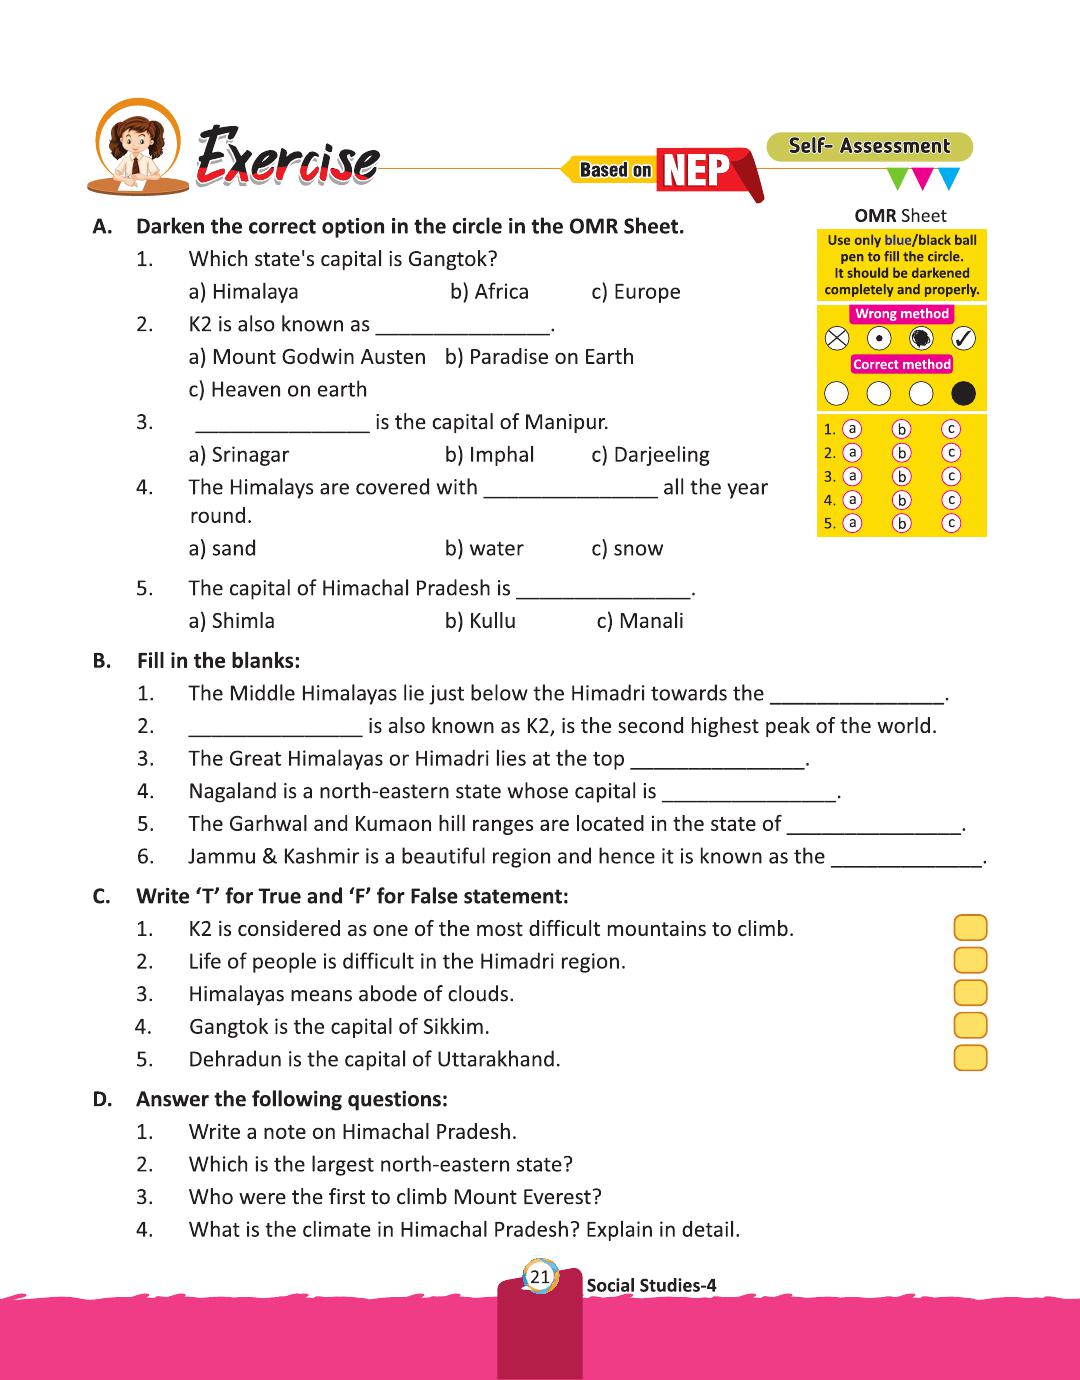 Exercise
Based on NEP
Self- Assessment
A. Darken the correct option in the circle in the OMR Sheet.
1. Which state's capital is Gangtok?
a) Himalaya b) Africa c) Europe
2. K2 is also known as _______________.
a) Mount Godwin Austen b) Paradise on Earth
c) Heaven on earth
3. _______________ is the capital of Manipur.
a) Srinagar b) Imphal c) Darjeeling
4. The Himalays are covered with _______________ all the year
round.
a) sand b) water c) snow
5. The capital of Himachal Pradesh is _______________.
a) Shimla b) Kullu c) Manali
OMR Sheet
Use only blue/black ball
pen to fill the circle.
It should be darkened
completely and properly.
Wrong method
Correct method
1. a b c
2. a b c
3. a b c
4. a b c
5. a b c
B. Fill in the blanks:
1. The Middle Himalayas lie just below the Himadri towards the _______________.
2. _______________ is also known as K2, is the second highest peak of the world.
3. The Great Himalayas or Himadri lies at the top _______________.
4. Nagaland is a north-eastern state whose capital is _______________.
5. The Garhwal and Kumaon hill ranges are located in the state of _______________.
6. Jammu & Kashmir is a beautiful region and hence it is known as the _____________.
C. Write ‘T’ for True and ‘F’ for False statement:
1. K2 is considered as one of the most difficult mountains to climb.
2. Life of people is difficult in the Himadri region.
3. Himalayas means abode of clouds.
4. Gangtok is the capital of Sikkim.
5. Dehradun is the capital of Uttarakhand.
D. Answer the following questions:
1. Write a note on Himachal Pradesh.
2. Which is the largest north-eastern state?
3. Who were the first to climb Mount Everest?
4. What is the climate in Himachal Pradesh? Explain in detail.
21 Social Studies-4